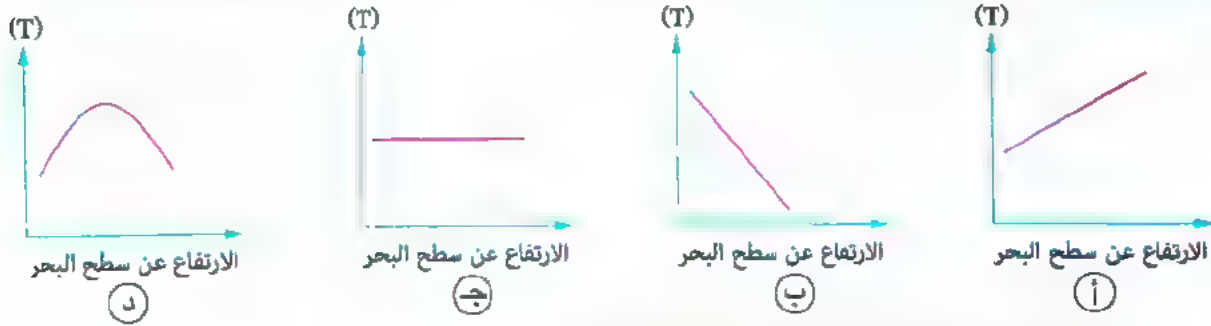 (T) (T) (T) (T)
الارتفاع عن سطح البحر الارتفاع عن سطح البحر الارتفاع عن سطح البحر الارتفاع عن سطح البحر
أ ب جـ د